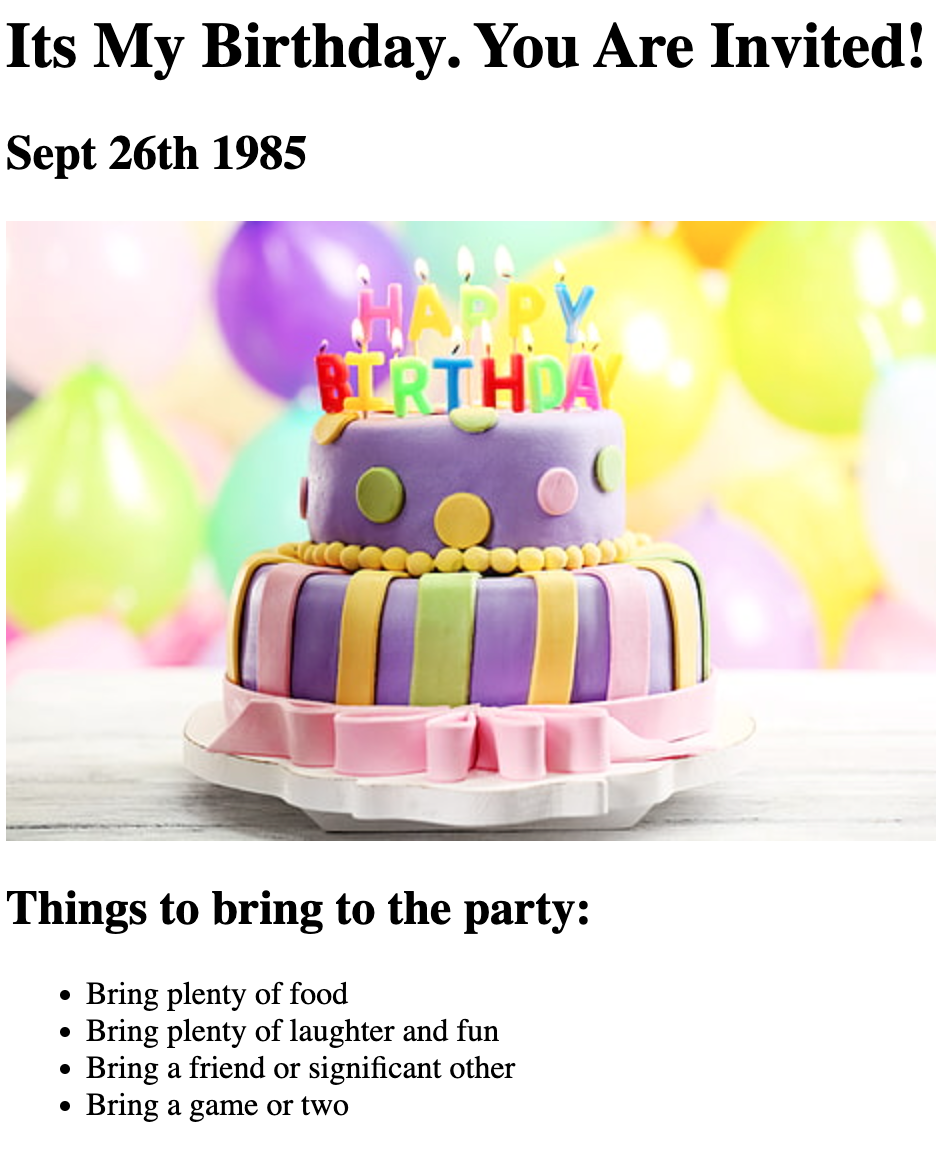 Its My Birthday. You Are Invited!
Sept 26th 1985
HAPPY
BIRTHDAY
Things to bring to the party:
Bring plenty of food
Bring plenty of laughter and fun
Bring a friend or significant other
Bring a game or two